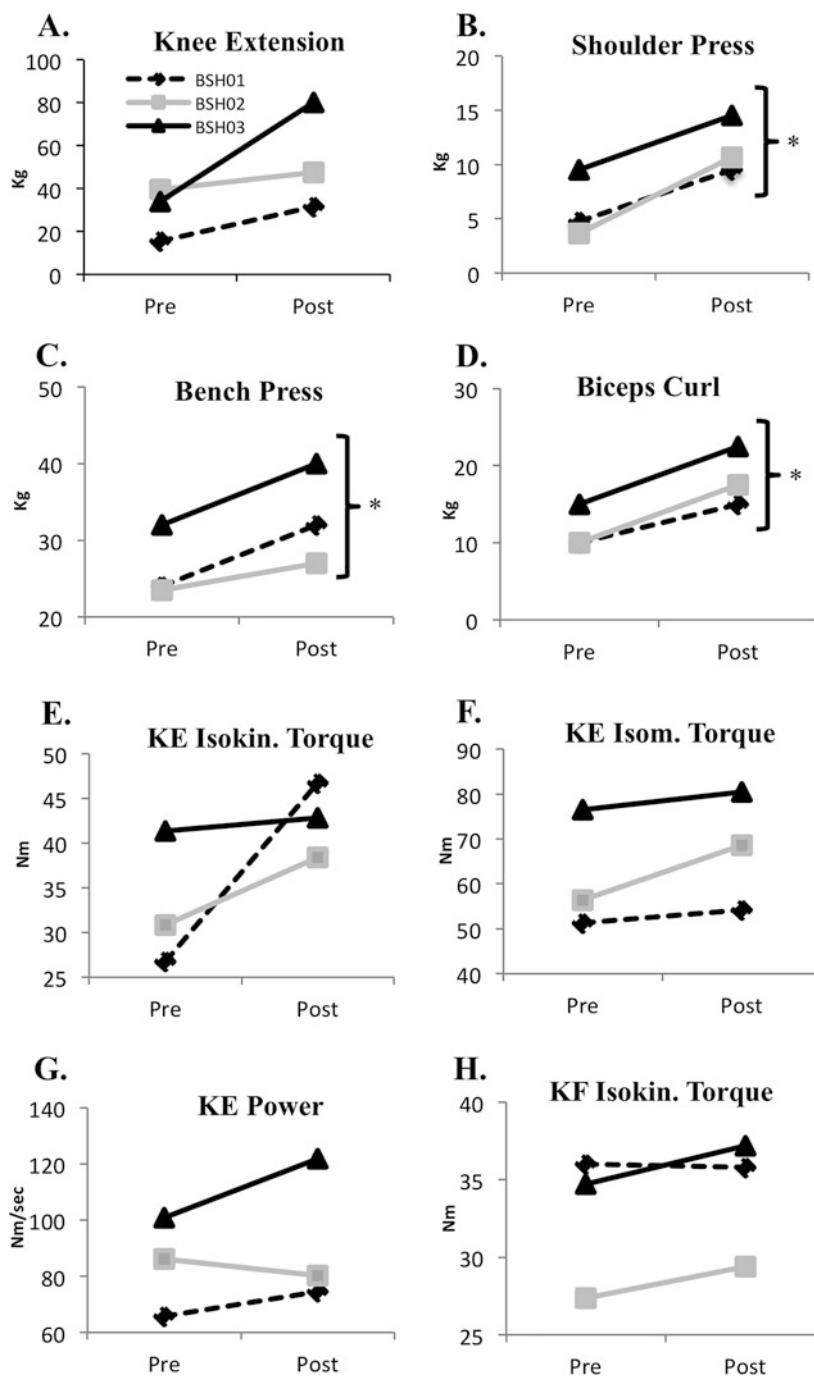 A.
Knee Extension
100
80
60
40
20
0
Kg
BSH01
BSH02
BSH03
Pre Post
B.
Shoulder Press
20
15
10
5
0
Kg
*
Pre Post
C.
Bench Press
50
40
30
20
Kg
*
Pre Post
D.
Biceps Curl
30
20
10
0
Kg
*
Pre Post
E.
KE Isokin. Torque
50
45
40
35
30
25
Nm
Pre Post
F.
KE Isom. Torque
90
80
70
60
50
40
Nm
Pre Post
G.
KE Power
140
120
100
80
60
Nm/sec
Pre Post
H.
KF Isokin. Torque
40
35
30
25
Nm
Pre Post